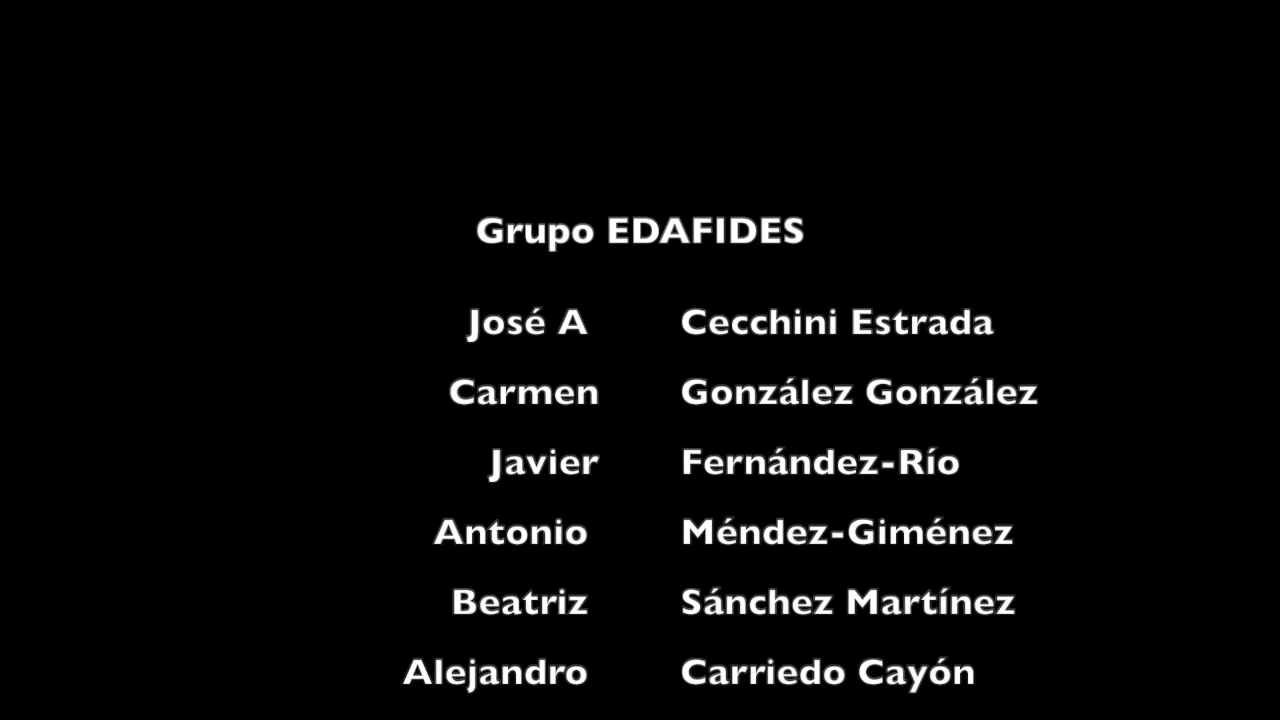 Grupo EDAFIDES
José A Cecchini Estrada
Carmen González González
Javier Fernández-Río
Antonio Méndez-Giménez
Beatriz Sánchez Martínez
Alejandro Carriedo Cayón